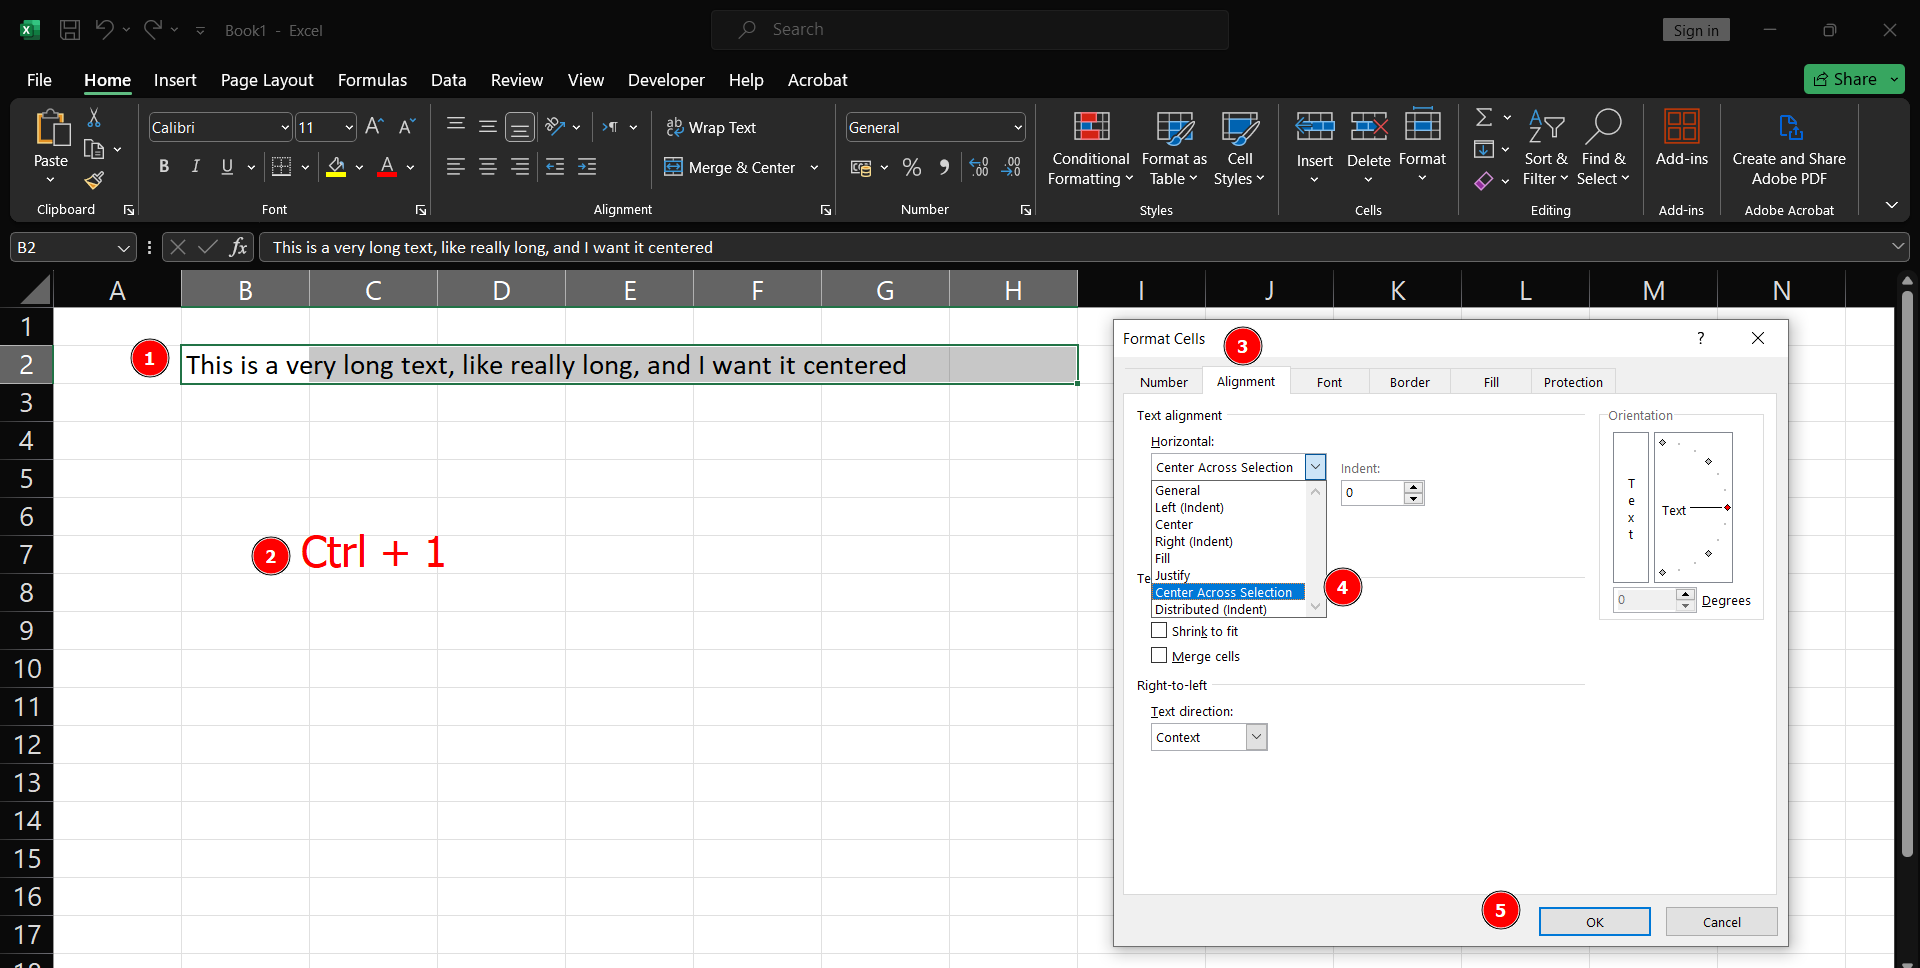 Book1 - Excel
Search
Sign in
File Home Insert Page Layout Formulas Data Review View Developer Help Acrobat
Share
Paste
Clipboard
Calibri 11
B I U
Font
Wrap Text
Merge & Center
Alignment
General
Number
Conditional Formatting
Format as Table
Cell Styles
Styles
Insert
Delete
Format
Cells
Sort & Filter
Find & Select
Editing
Add-ins
Add-ins
Create and Share Adobe PDF
Adobe Acrobat
B2
fx
This is a very long text, like really long, and I want it centered
A B C D E F G H I J K L M N
1
2
3
4
5
6
7
8
9
10
11
12
13
14
15
16
17
18
1
This is a very long text, like really long, and I want it centered
2
Ctrl + 1
Format Cells
3
?
Number Alignment Font Border Fill Protection
Text alignment
Horizontal:
Center Across Selection
Indent:
0
General
Left (Indent)
Center
Right (Indent)
Fill
Justify
Center Across Selection
Distributed (Indent)
4
Te
Shrink to fit
Merge cells
Right-to-left
Text direction:
Context
Orientation
Text
Text
0 Degrees
5
OK
Cancel